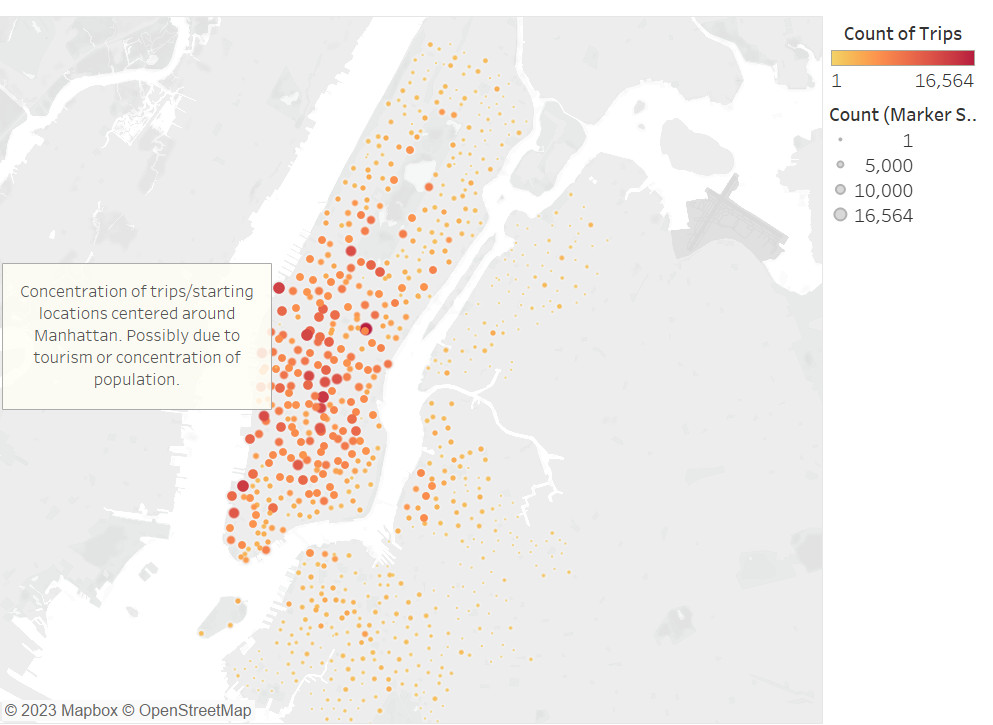 Count of Trips
1 16,564
Count (Marker S..
1
5,000
10,000
16,564
Concentration of trips/starting
locations centered around
Manhattan. Possibly due to
tourism or concentration of
population.
© 2023 Mapbox © OpenStreetMap